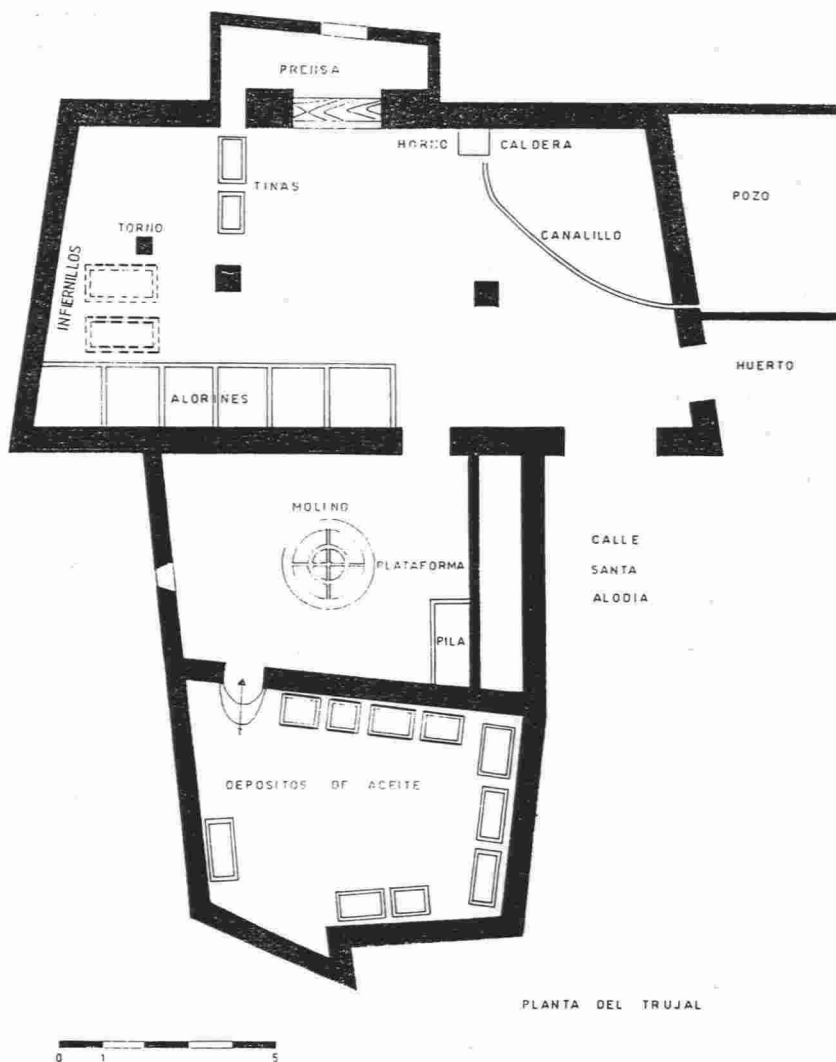 PRENSA
HORNO
CALDERA
TINAS
POZO
TORNO
CANALILLO
INFIERNILLOS
HUERTO
ALORINES
MOLINO
CALLE
SANTA
ALODIA
PLATAFORMA
PILA
DEPOSITOS DE ACEITE
PLANTA DEL TRUJAL
0 1 5